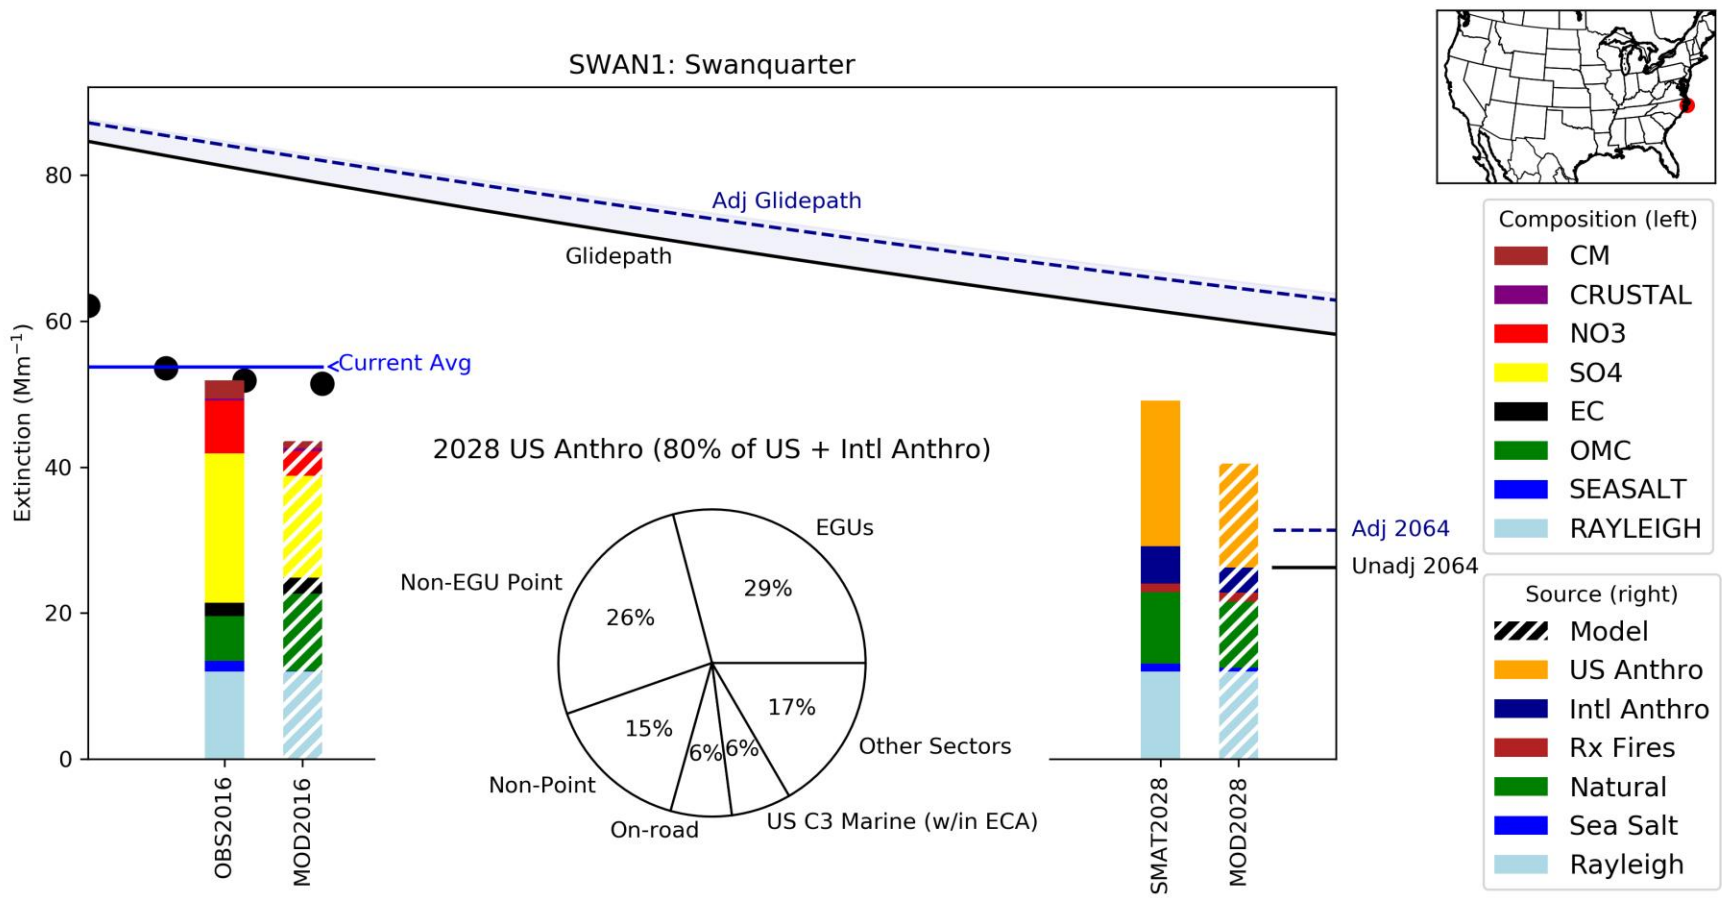 SWAN1: Swanquarter
Extinction (Mm⁻¹)
80
60
40
20
0
Adj Glidepath
Glidepath
<Current Avg
2028 US Anthro (80% of US + Intl Anthro)
EGUs
29%
Non-EGU Point
26%
Non-Point
15%
On-road
6%
US C3 Marine (w/in ECA)
6%
Other Sectors
17%
Adj 2064
Unadj 2064
OBS2016
MOD2016
SMAT2028
MOD2028
Composition (left)
CM
CRUSTAL
NO3
SO4
EC
OMC
SEASALT
RAYLEIGH
Source (right)
Model
US Anthro
Intl Anthro
Rx Fires
Natural
Sea Salt
Rayleigh